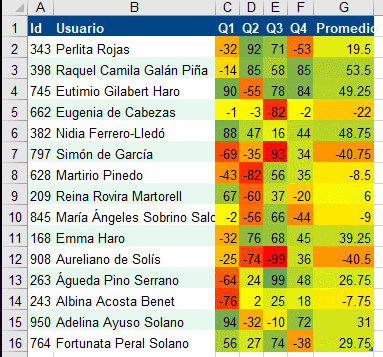 A B C D E F G
1 Id Usuario Q1 Q2 Q3 Q4 Promedio
2 343 Perlita Rojas -32 92 71 -53 19.5
3 398 Raquel Camila Galán Piña -14 85 58 85 53.5
4 745 Eutimio Gilabert Haro 90 -55 78 84 49.25
5 662 Eugenia de Cabezas -1 -3 -82 -2 -22
6 382 Nidia Ferrero-Lledó 88 47 16 44 48.75
7 797 Simón de García -69 -35 -93 34 -40.75
8 628 Martirio Pinedo -43 -82 56 35 -8.5
9 209 Reina Rovira Martorell 67 -60 37 -20 6
10 845 María Ángeles Sobrino Salc -2 -56 66 -44 -9
11 168 Emma Haro -32 76 68 45 39.25
12 908 Aureliano de Solís -25 -74 -99 36 -40.5
13 263 Águeda Pino Serrano -64 24 99 48 26.75
14 243 Albina Acosta Benet -76 2 25 18 -7.75
15 950 Adelina Ayuso Solano 94 -32 -10 72 31
16 764 Fortunata Peral Solano 56 27 74 -38 29.75